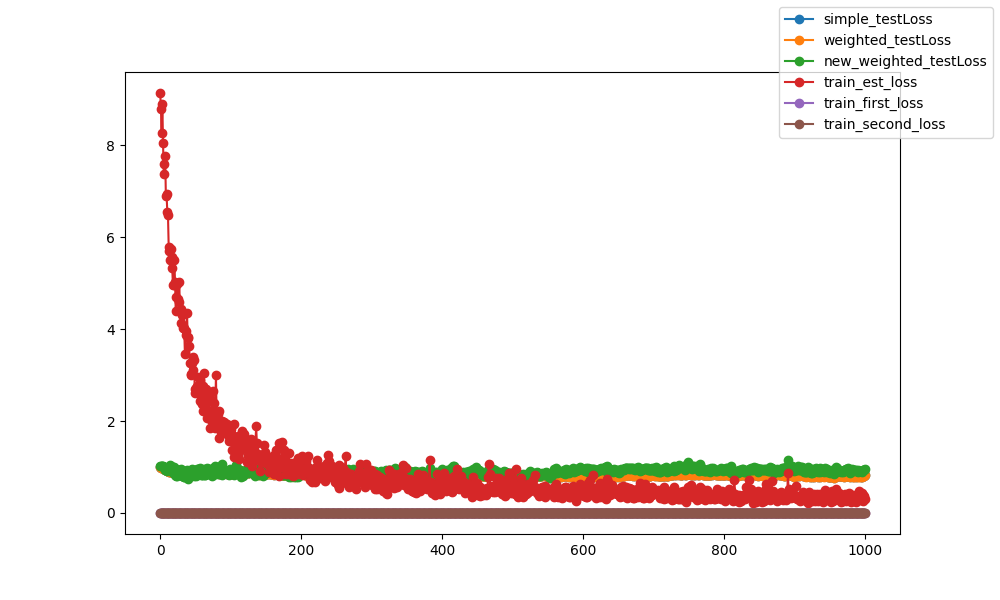 simple_testLoss
weighted_testLoss
new_weighted_testLoss
train_est_loss
train_first_loss
train_second_loss
8
6
4
2
0
0 200 400 600 800 1000